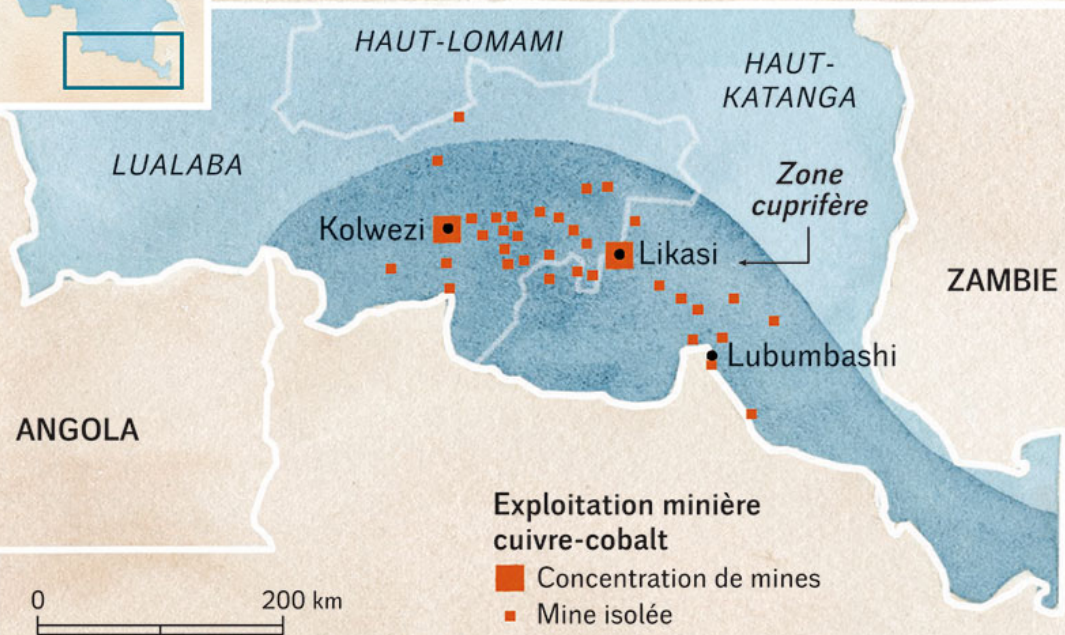 HAUT-LOMAMI
HAUT-
KATANGA
LUALABA
Zone
cuprifère
Kolwezi
Likasi
ZAMBIE
Lubumbashi
ANGOLA
Exploitation minière
cuivre-cobalt
Concentration de mines
Mine isolée
0 200 km